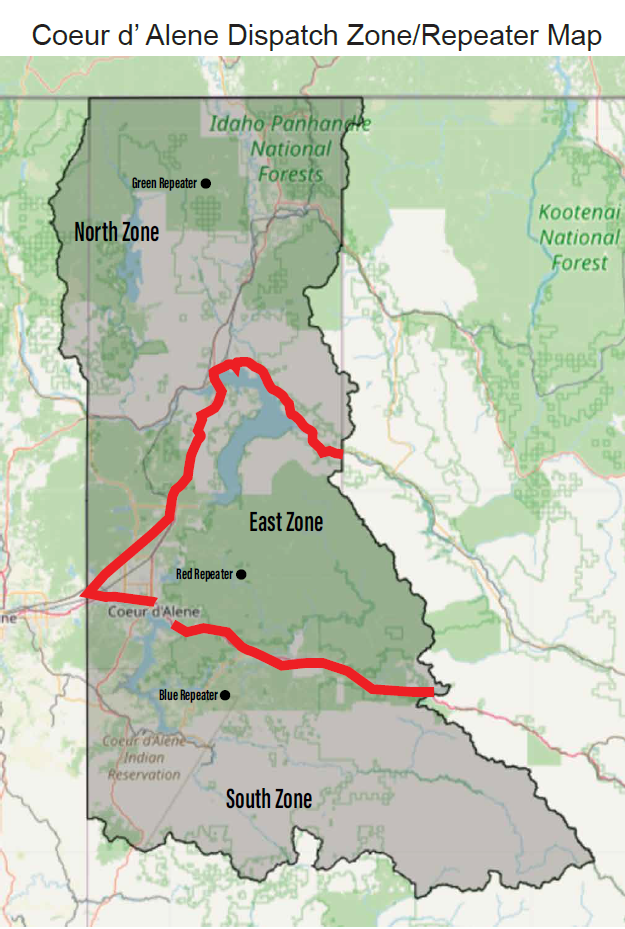 Coeur d' Alene Dispatch Zone/Repeater Map
Idaho Panhandle
National
Forests
Green Repeater
North Zone
Kootenai
National
Forest
East Zone
Red Repeater
Coeur d'Alene
ne
Blue Repeater
Coeur d'Alene
Indian
Reservation
South Zone